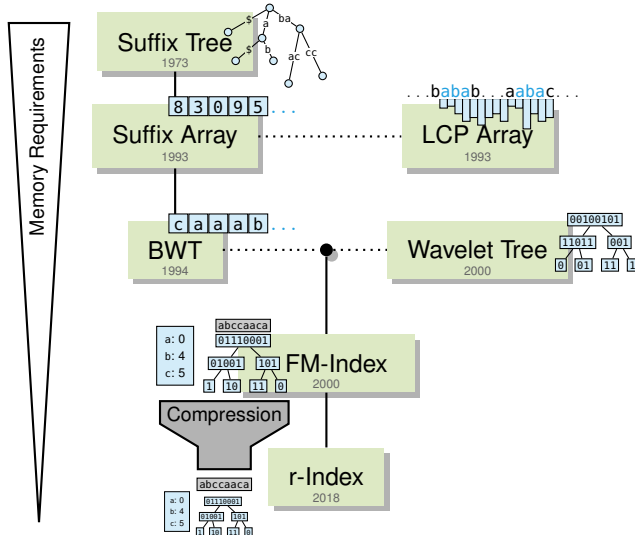 Memory Requirements
Suffix Tree
1973
$ a ba
$ b ac cc
8 3 0 9 5 ...
Suffix Array
1993
...babab...aabac...
LCP Array
1993
c a a a b ...
BWT
1994
Wavelet Tree
2000
00100101
11011 001
0 01 11 1
a: 0
b: 4
c: 5
abccaaca
01110001
01001 101
1 10 11 0
FM-Index
2000
Compression
r-Index
2018
abccaaca
a: 0
b: 4
c: 5
01110001
01001 101
1 10 11 0